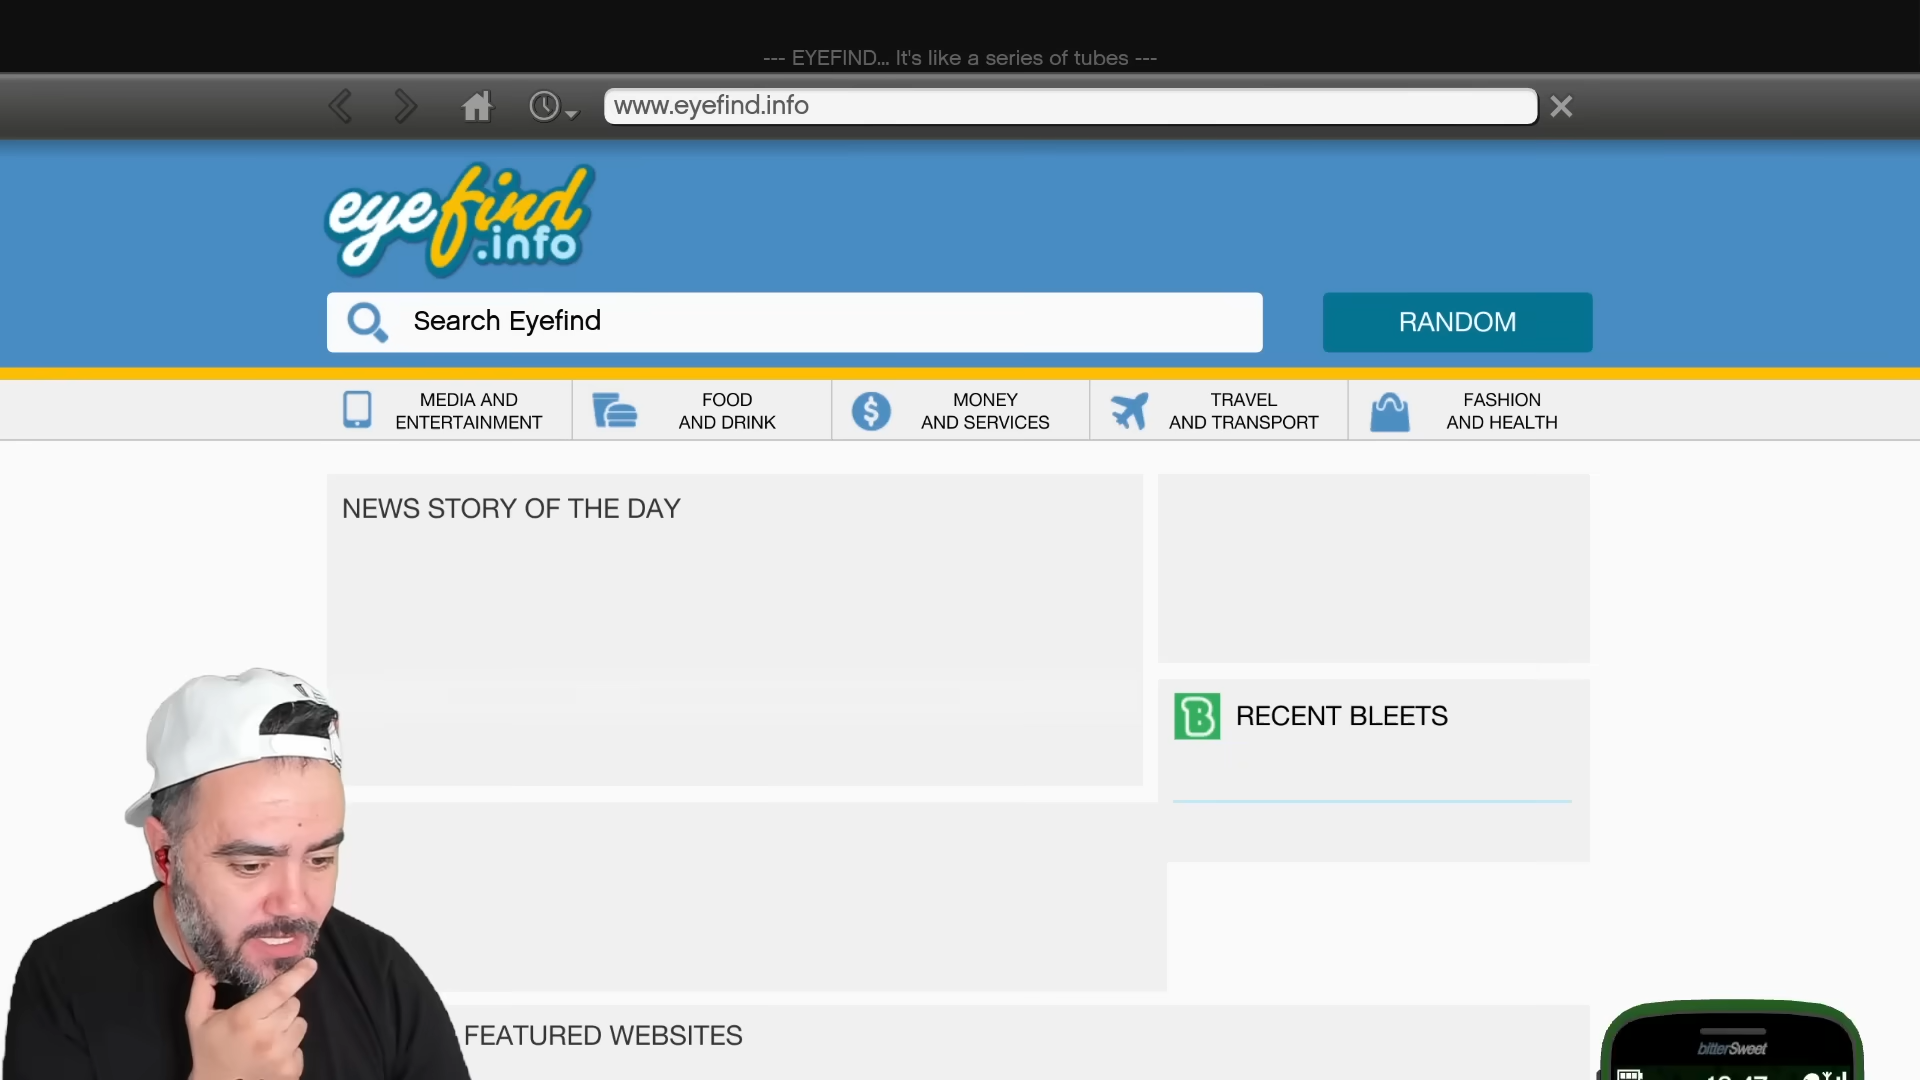 --- EYEFIND... It's like a series of tubes ---
www.eyefind.info
eyefind
.info
Search Eyefind
RANDOM
MEDIA AND
ENTERTAINMENT
FOOD
AND DRINK
MONEY
AND SERVICES
TRAVEL
AND TRANSPORT
FASHION
AND HEALTH
NEWS STORY OF THE DAY
B RECENT BLEETS
FEATURED WEBSITES
bitterSweet